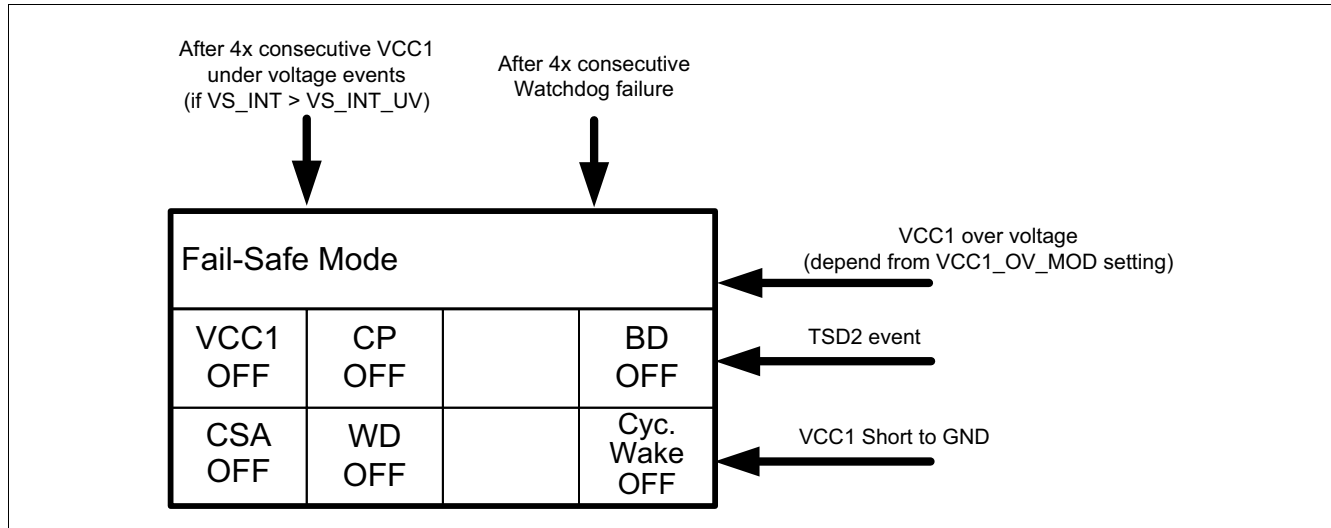 After 4x consecutive VCC1
under voltage events
(if VS_INT > VS_INT_UV)
After 4x consecutive
Watchdog failure
Fail-Safe Mode
VCC1 over voltage
(depend from VCC1_OV_MOD setting)
VCC1
OFF
CP
OFF
BD
OFF
TSD2 event
CSA
OFF
WD
OFF
Cyc.
Wake
OFF
VCC1 Short to GND